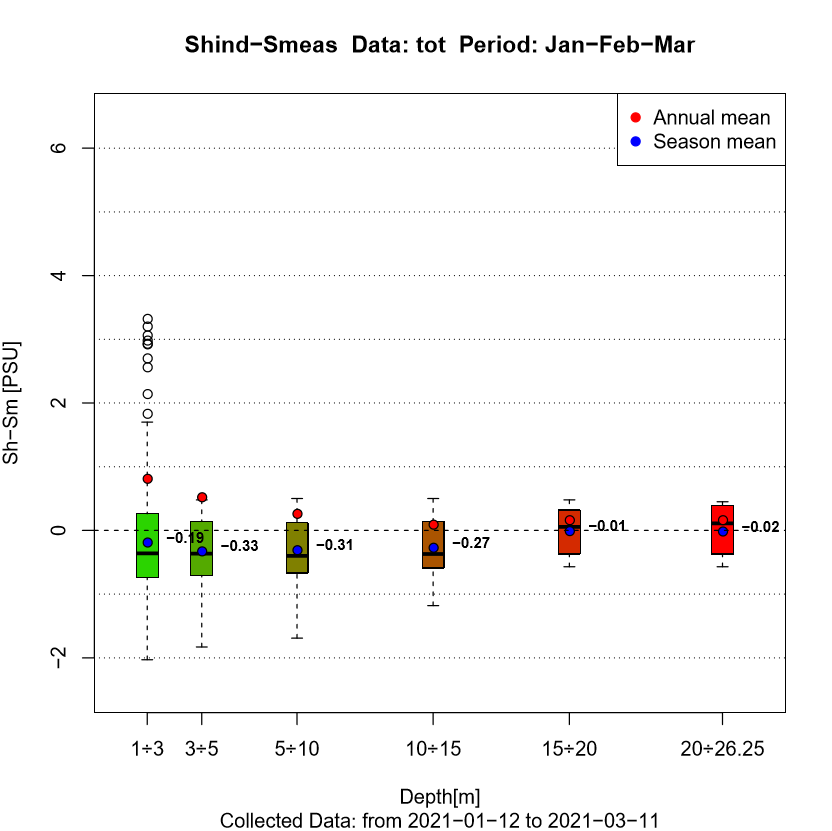 Shind−Smeas  Data: tot  Period: Jan−Feb−Mar
Annual mean
Season mean
Sh−Sm [PSU]
6
4
2
0
−2
−0.19
−0.33
−0.31
−0.27
−0.01
−0.02
1÷3 3÷5 5÷10 10÷15 15÷20 20÷26.25
Depth[m]
Collected Data: from 2021−01−12 to 2021−03−11